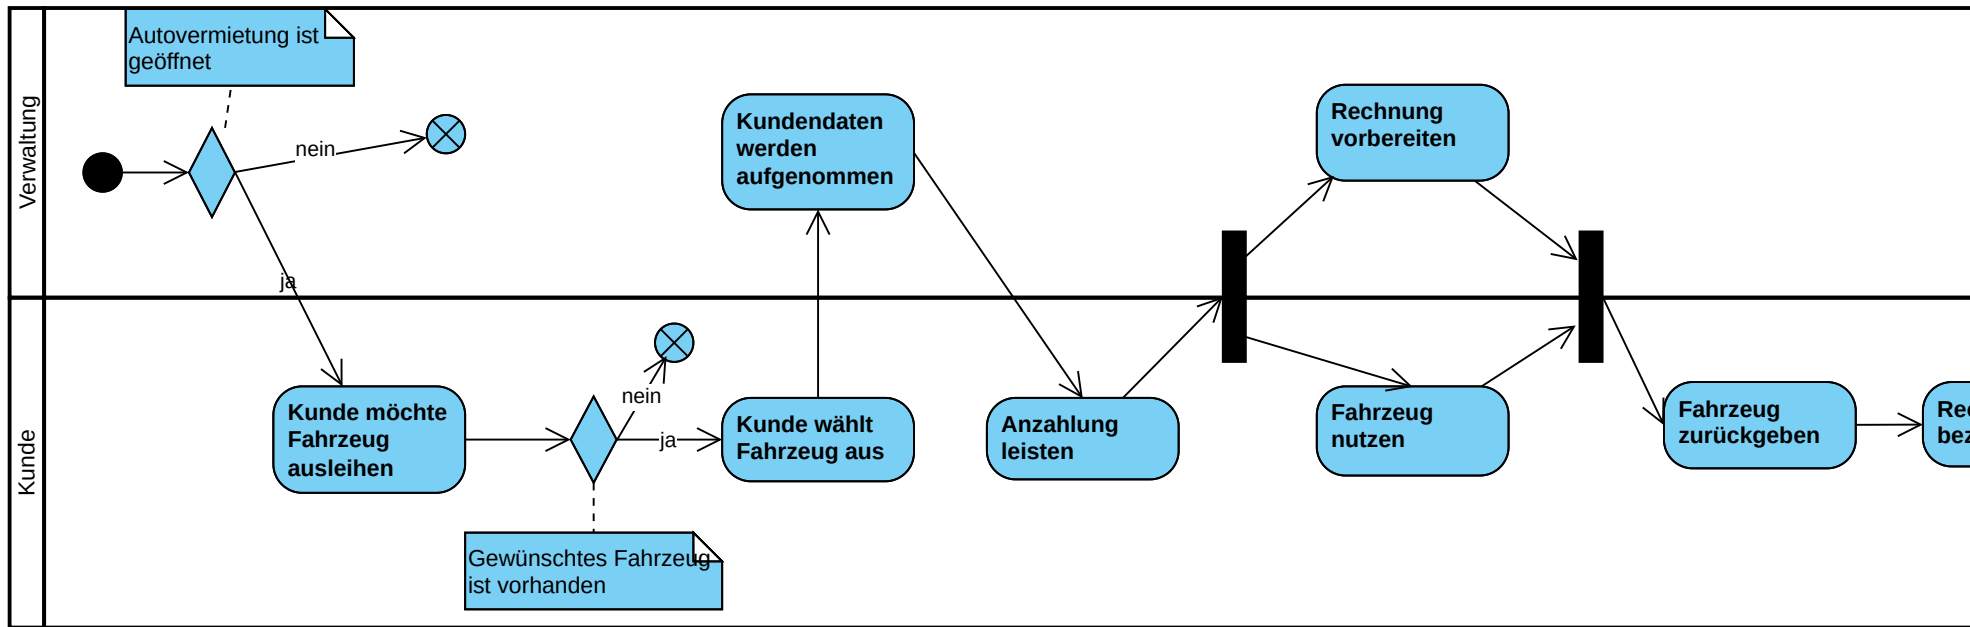 Verwaltung
Autovermietung ist
geöffnet
nein
ja
Kundendaten
werden
aufgenommen
Rechnung
vorbereiten
Kunde
Kunde möchte
Fahrzeug
ausleihen
nein
ja
Gewünschtes Fahrzeug
ist vorhanden
Kunde wählt
Fahrzeug aus
Anzahlung
leisten
Fahrzeug
nutzen
Fahrzeug
zurückgeben